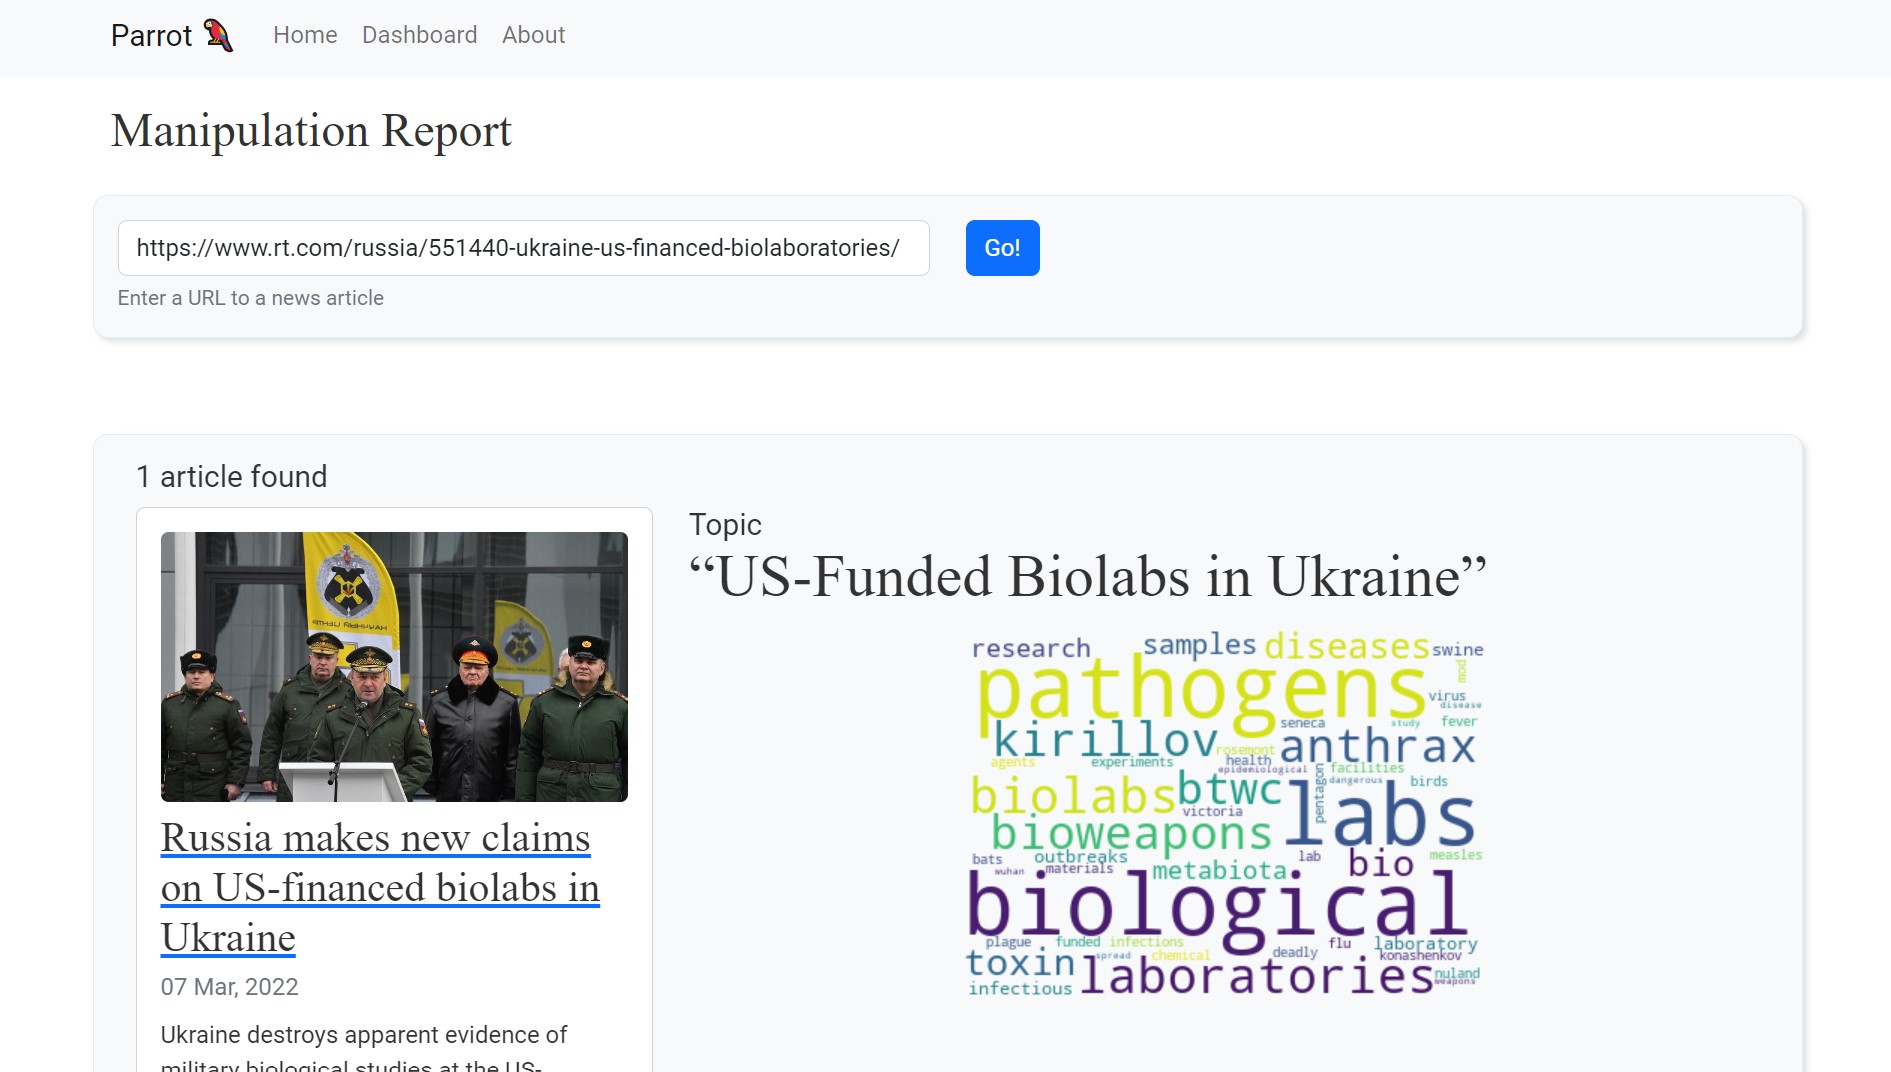 Parrot Home Dashboard About
Manipulation Report
https://www.rt.com/russia/551440-ukraine-us-financed-biolaboratories/
Go!
Enter a URL to a news article
1 article found
Russia makes new claims
on US-financed biolabs in
Ukraine
07 Mar, 2022
Ukraine destroys apparent evidence of
military biological studies at the US-
Topic
“US-Funded Biolabs in Ukraine”
research samples diseases swine
pathogens mod
virus
disease
kirillov seneca study fever
rosemont anthrax
agents experiments health
epidemiological facilities
biolabs btwc pentagon dangerous birds
victoria labs
bioweapons
bats outbreaks lab bio measles
wuhan materials metabiota
biological
plague funded infections flu laboratory
toxin spread chemical deadly konashenkov
laboratories nuland
infectious weapons